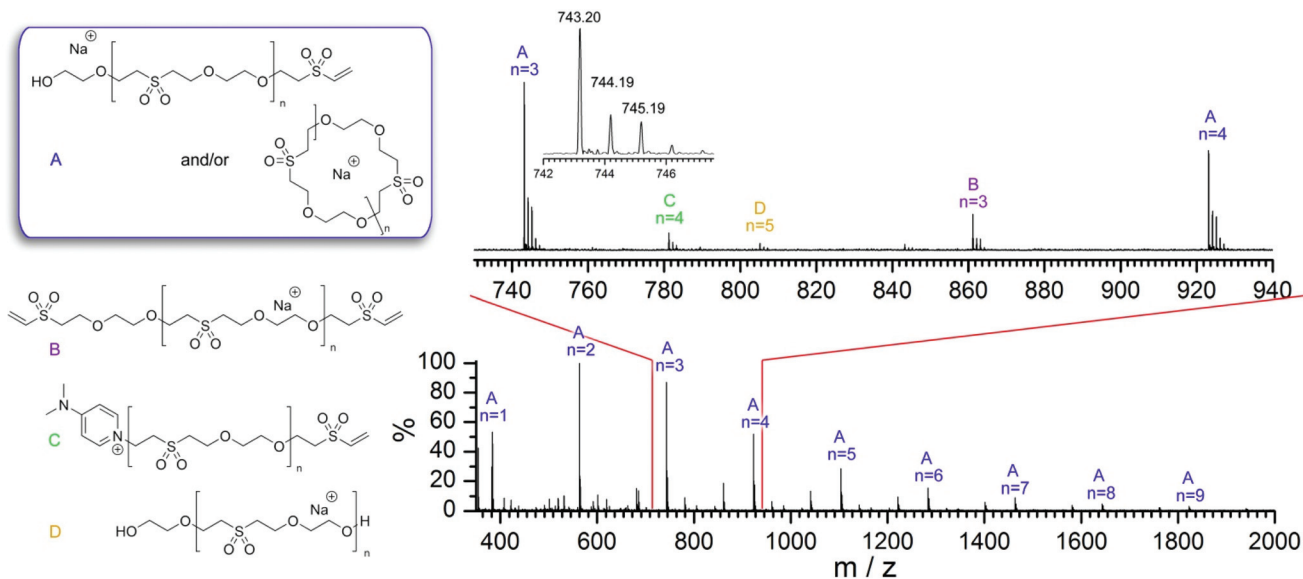 Na⊕
HO
O
S
O O
O
O
n
O O
S
A
and/or
O
O
O=S
O
Na⊕
S=O
O
O
O
n
O O
S
O
O
O O
S
Na⊕
O
O
n
O O
S
B
N
C
N
⊕
S
O O
O
O
n
O O
S
D
HO
O
S
O O
O
Na⊕
O
H
n
743.20
744.19
745.19
742 744 746
A
n=3
C
n=4
D
n=5
B
n=3
A
n=4
740 760 780 800 820 840 860 880 900 920 940
%
100
80
60
40
20
0
A
n=1
A
n=2
A
n=3
A
n=4
A
n=5
A
n=6
A
n=7
A
n=8
A
n=9
400 600 800 1000 1200 1400 1600 1800 2000
m / z